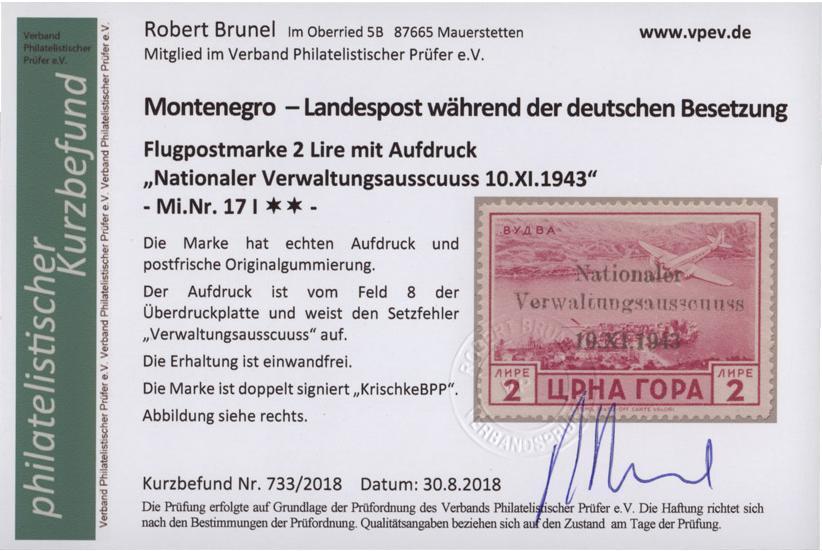 Verband
Philatelistischer
Prüfer e.V.
philatelistischer
Kurzbefund
Verband Philatelistischer Prüfer e.V. Verband Philatelistischer Prüfer e.V. Verband Philatelistischer Prüfer e.V.
Robert Brunel Im Oberried 5B 87665 Mauerstetten www.vpev.de
Mitglied im Verband Philatelistischer Prüfer e.V.
Montenegro – Landespost während der deutschen Besetzung
Flugpostmarke 2 Lire mit Aufdruck
„Nationaler Verwaltungsausscuuss 10.XI.1943“
- Mi.Nr. 17 I ✶ ✶ -
Die Marke hat echten Aufdruck und
postfrische Originalgummierung.
Der Aufdruck ist vom Feld 8 der
Überdruckplatte und weist den Setzfehler
„Verwaltungsausscuuss“ auf.
Die Erhaltung ist einwandfrei.
Die Marke ist doppelt signiert „KrischkeBPP“.
Abbildung siehe rechts.
БУДВА
Nationaler
Verwaltungsausscuuss
10.XI.1943
ЛИРЕ
2
ЦРНА ГОРА
ЛИРЕ
2
CARTE VALORI
ROBERT BRUNEL
VERBANDSPRÜ
Kurzbefund Nr. 733/2018 Datum: 30.8.2018
Die Prüfung erfolgte auf Grundlage der Prüfordnung des Verbands Philatelistischer Prüfer e.V. Die Haftung richtet sich
nach den Bestimmungen der Prüfordnung. Qualitätsangaben beziehen sich auf den Zustand am Tage der Prüfung.